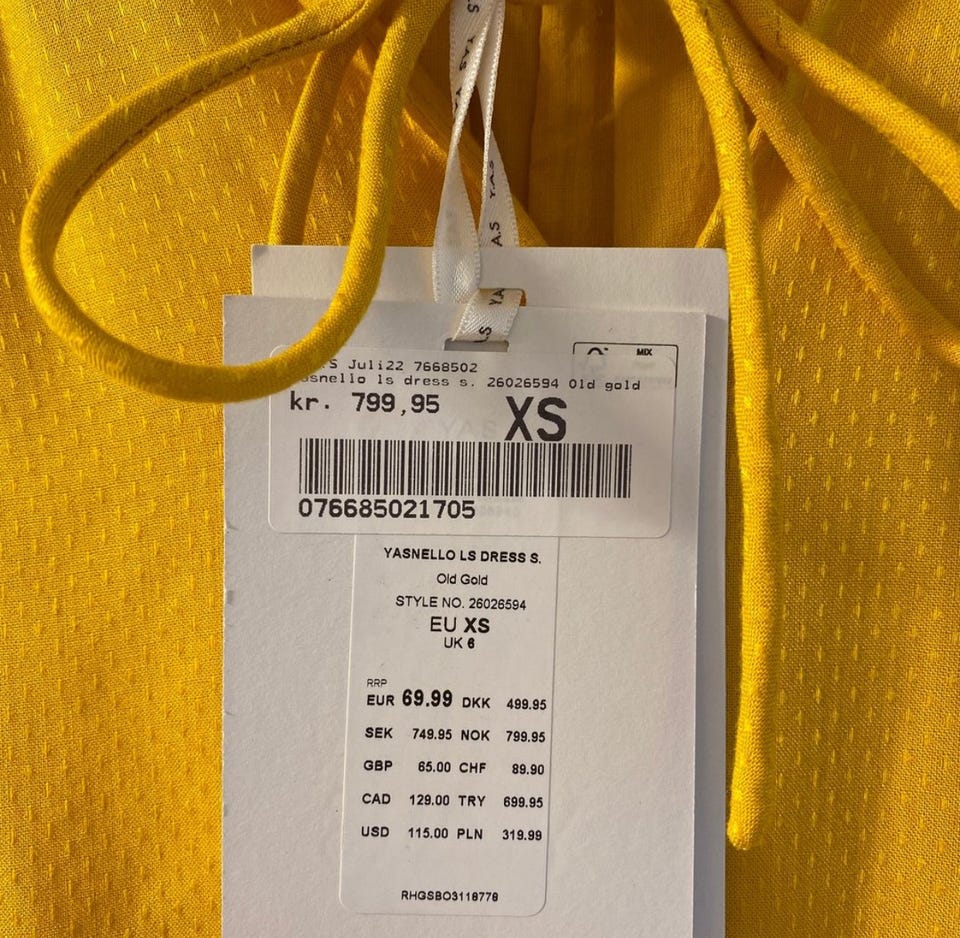 Y.A.S
Y.A.S
Y.A.S
MIX
S Juli22 7668502
snello ls dress s. 26026594 Old gold
kr. 799,95 XS
076685021705
YASNELLO LS DRESS S.
Old Gold
STYLE NO. 26026594
EU XS
UK 6
RRP
EUR 69.99 DKK 499.95
SEK 749.95 NOK 799.95
GBP 65.00 CHF 89.90
CAD 129.00 TRY 699.95
USD 115.00 PLN 319.99
RHGSBO3118778